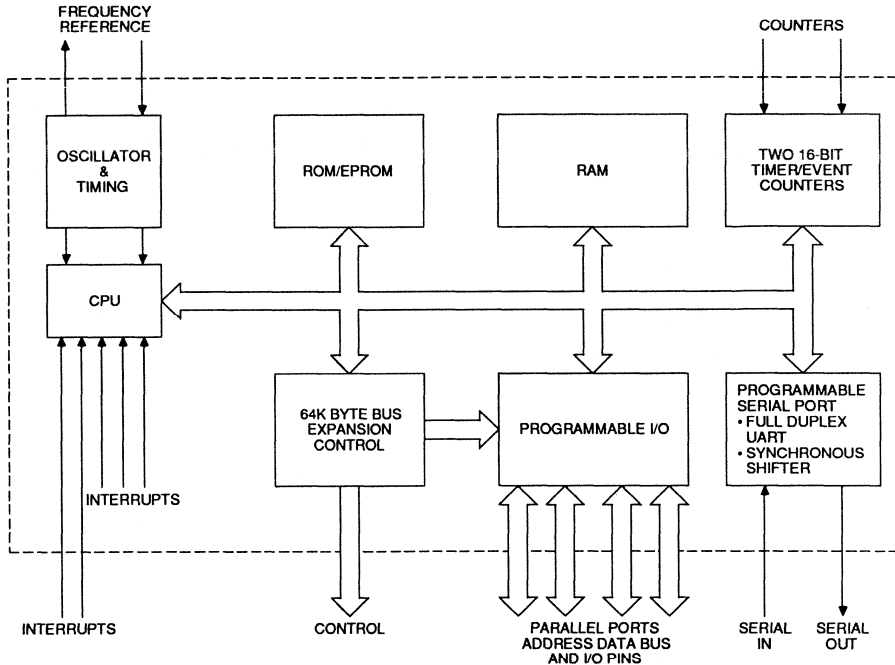 FREQUENCY
REFERENCE
COUNTERS
OSCILLATOR
&
TIMING
ROM/EPROM
RAM
TWO 16-BIT
TIMER/EVENT
COUNTERS
CPU
64K BYTE BUS
EXPANSION
CONTROL
PROGRAMMABLE I/O
PROGRAMMABLE
SERIAL PORT
• FULL DUPLEX
UART
• SYNCHRONOUS
SHIFTER
INTERRUPTS
INTERRUPTS
CONTROL
PARALLEL PORTS
ADDRESS DATA BUS
AND I/O PINS
SERIAL
IN
SERIAL
OUT